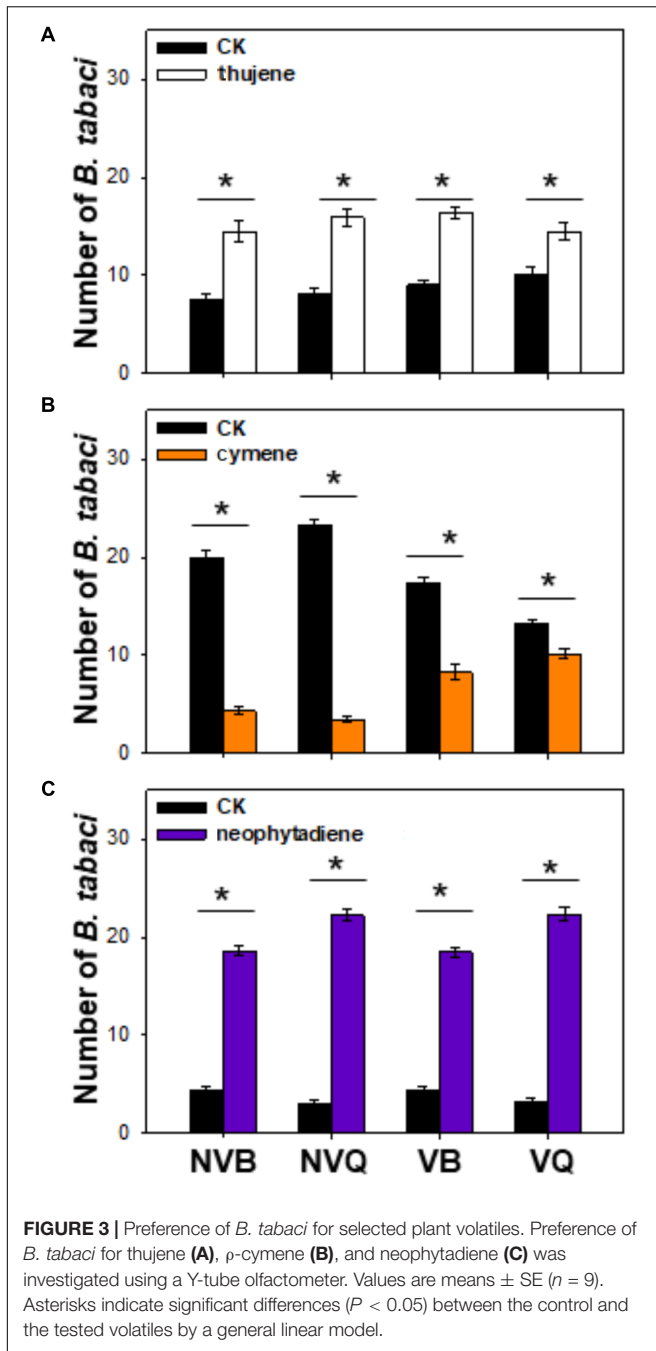 A
CK
thujene
Number of B. tabaci
30
20
10
0
*
*
*
*
B
CK
cymene
Number of B. tabaci
30
20
10
0
*
*
*
*
C
CK
neophytadiene
Number of B. tabaci
30
20
10
0
*
*
*
*
NVB NVQ VB VQ
FIGURE 3 | Preference of B. tabaci for selected plant volatiles. Preference of
B. tabaci for thujene (A), ρ-cymene (B), and neophytadiene (C) was
investigated using a Y-tube olfactometer. Values are means ± SE (n = 9).
Asterisks indicate significant differences (P < 0.05) between the control and
the tested volatiles by a general linear model.